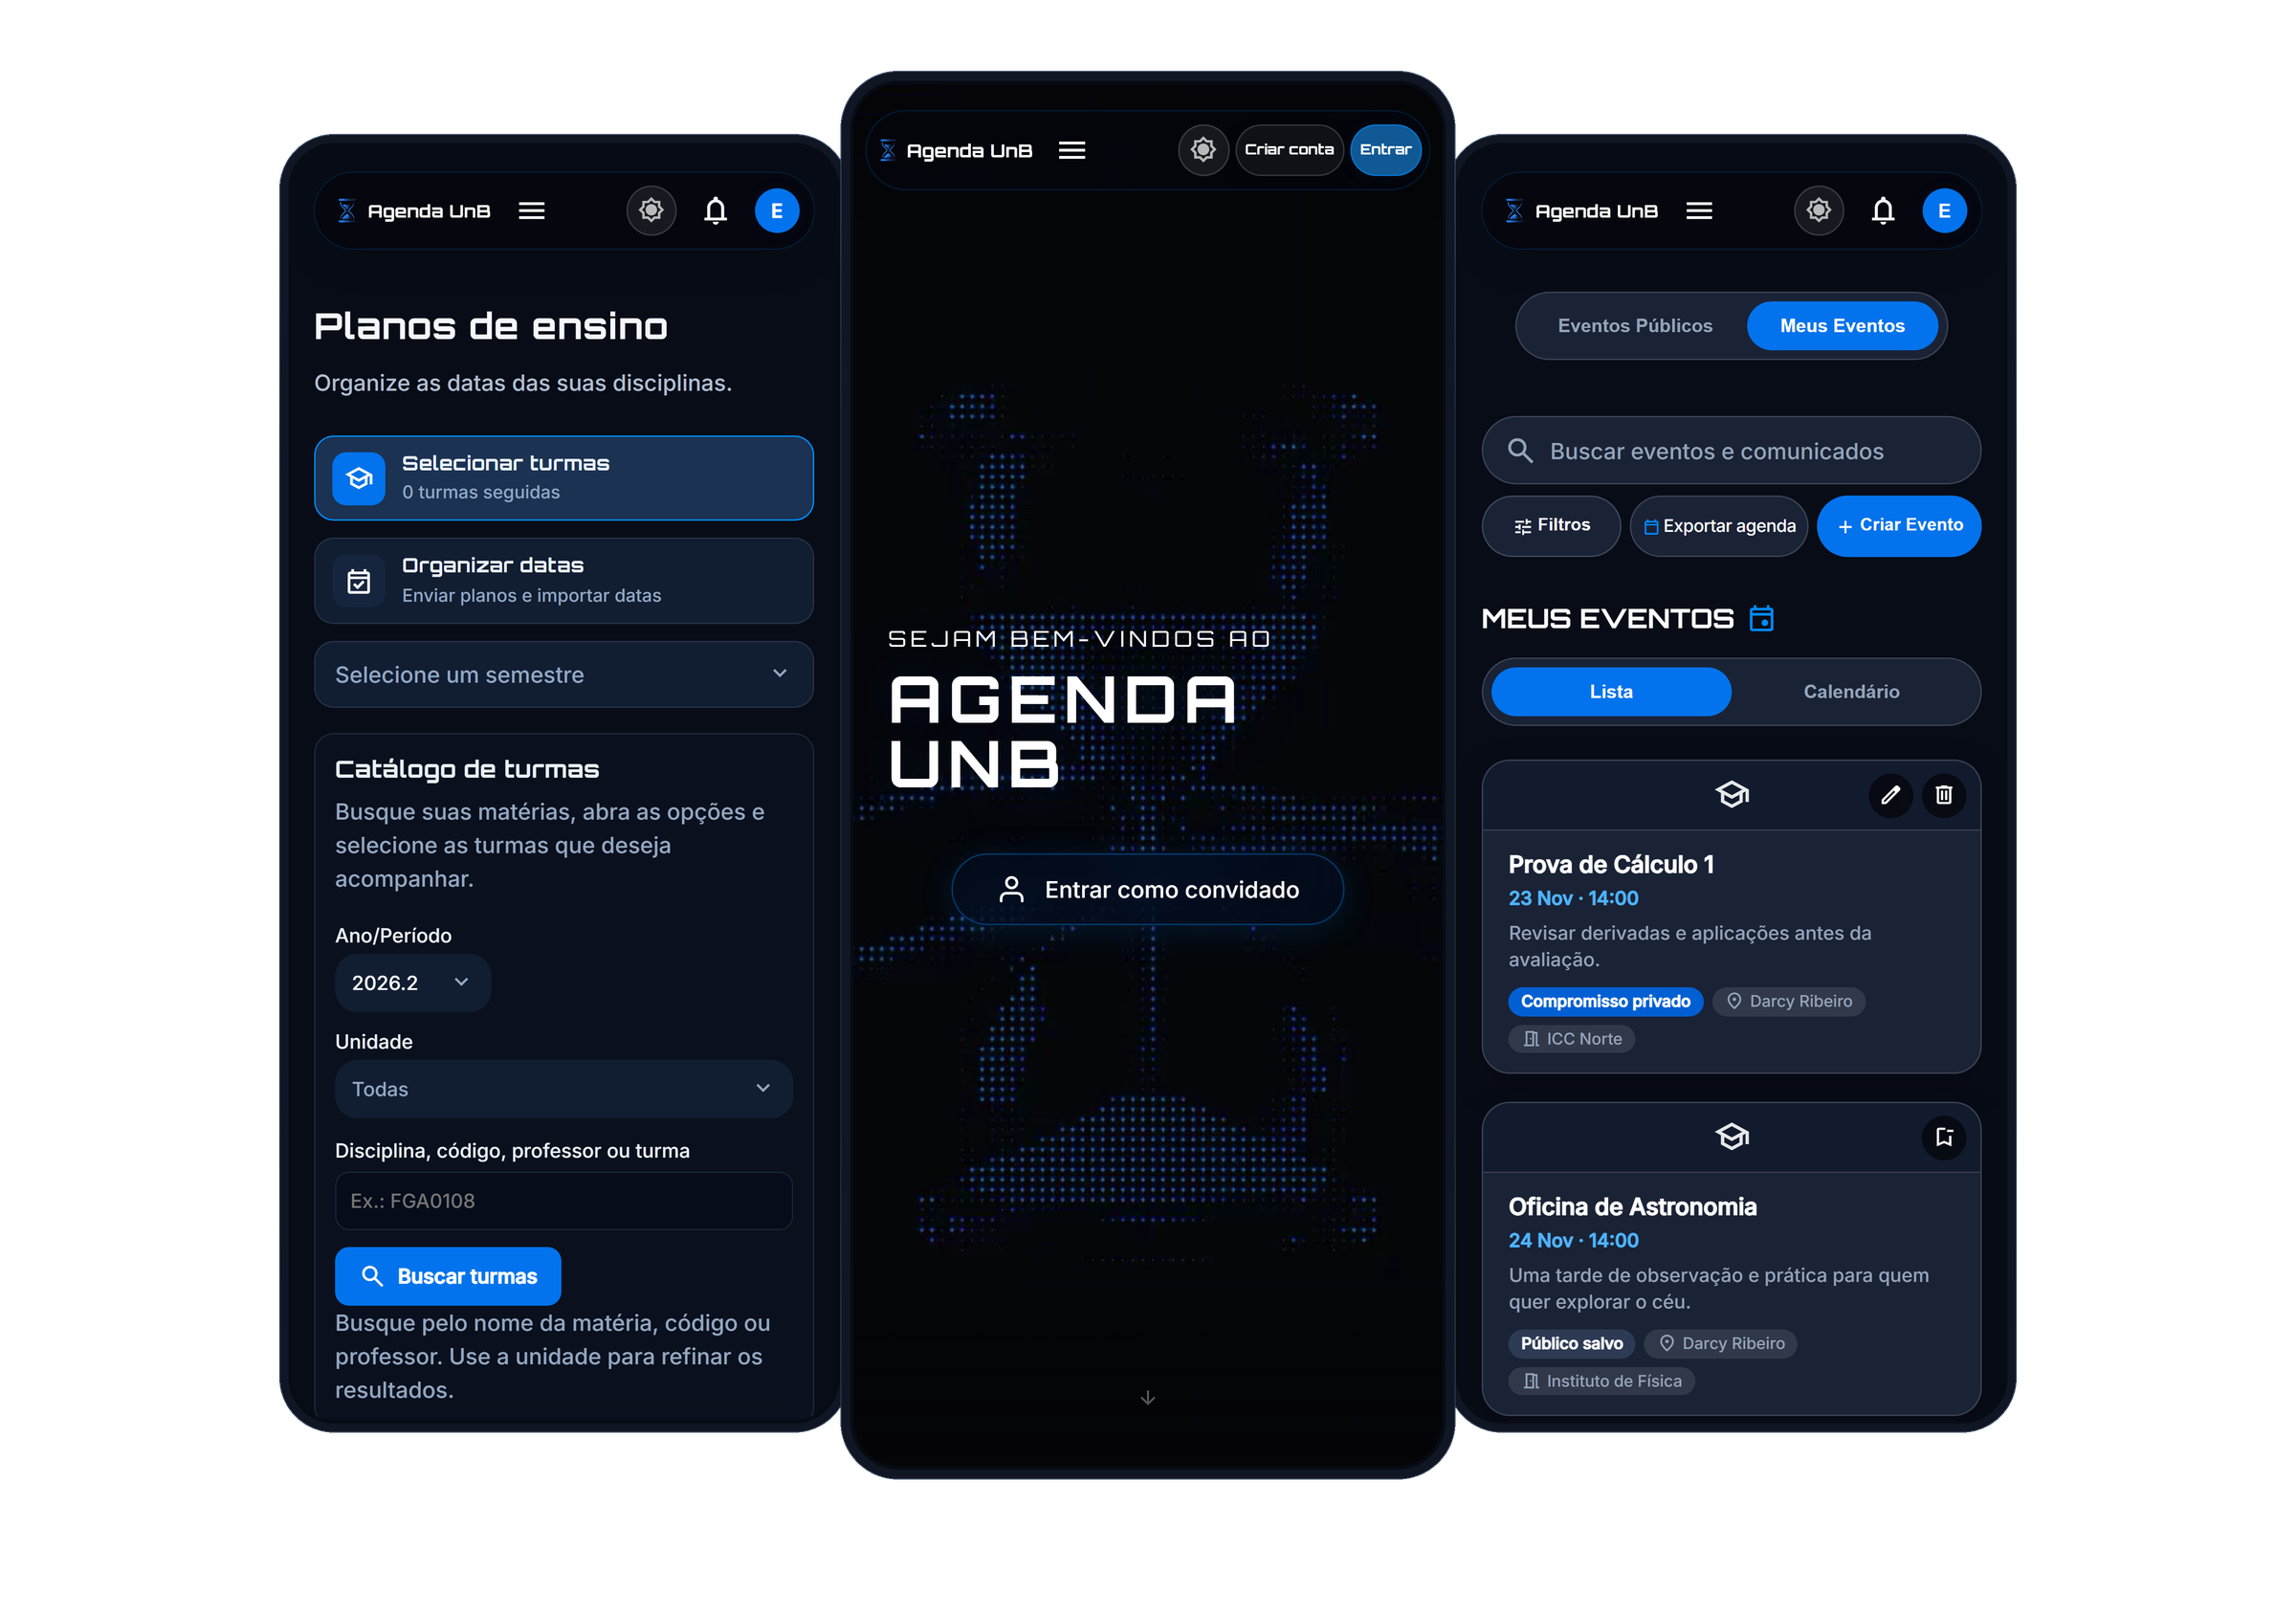 Agenda UnB
E
Planos de ensino
Organize as datas das suas disciplinas.
Selecionar turmas
0 turmas seguidas
Organizar datas
Enviar planos e importar datas
Selecione um semestre
Catálogo de turmas
Busque suas matérias, abra as opções e
selecione as turmas que deseja
acompanhar.
Ano/Período
2026.2
Unidade
Todas
Disciplina, código, professor ou turma
Ex.: FGA0108
Buscar turmas
Busque pelo nome da matéria, código ou
professor. Use a unidade para refinar os
resultados.
Agenda UnB
Criar conta
Entrar
SEJAM BEM-VINDOS AO
AGENDA
UNB
Entrar como convidado
Agenda UnB
E
Eventos Públicos
Meus Eventos
Buscar eventos e comunicados
Filtros
Exportar agenda
+ Criar Evento
MEUS EVENTOS
Lista
Calendário
Prova de Cálculo 1
23 Nov · 14:00
Revisar derivadas e aplicações antes da
avaliação.
Compromisso privado
Darcy Ribeiro
ICC Norte
Oficina de Astronomia
24 Nov · 14:00
Uma tarde de observação e prática para quem
quer explorar o céu.
Público salvo
Darcy Ribeiro
Instituto de Física